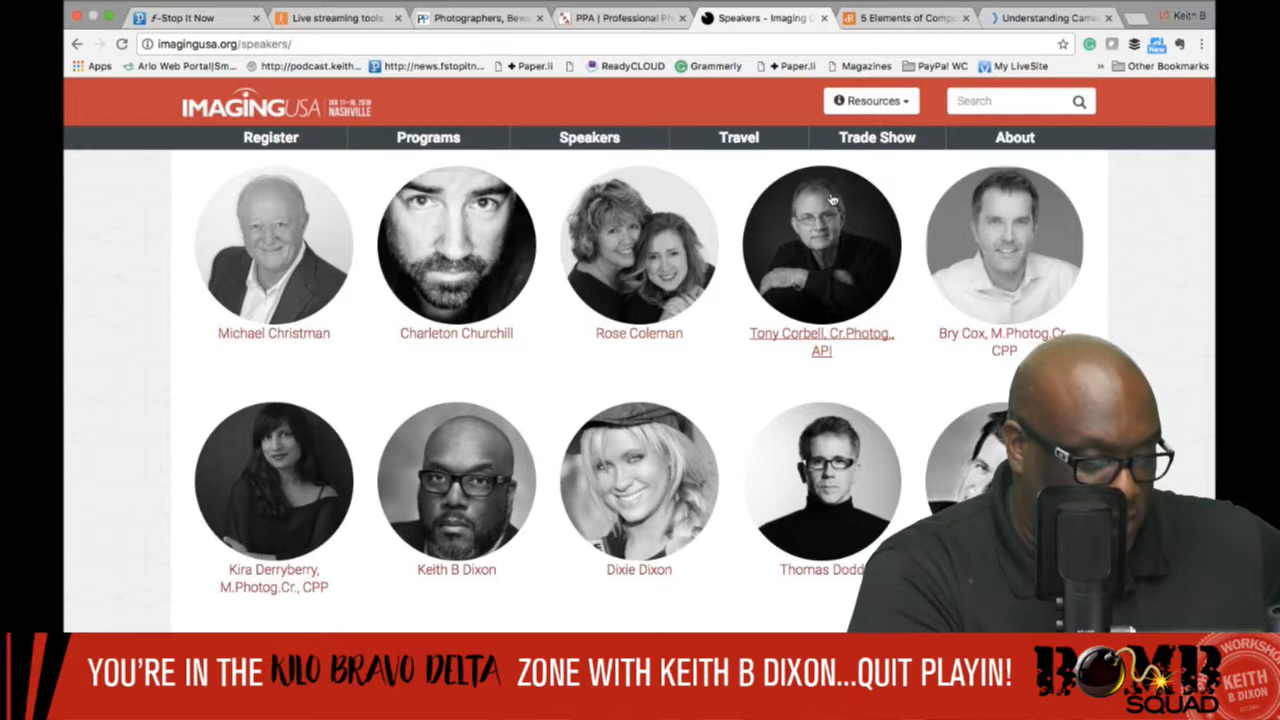 f-Stop It Now
Live streaming tools
Photographers, Bew
PPA | Professional Ph
Speakers - Imaging U
5 Elements of Compo
Understanding Came
Keith B
imagingusa.org/speakers/
Apps
Arlo Web Portal|Sm...
http://podcast.keith...
http://news.fstopitn...
+ Paper.li
ReadyCLOUD
Grammerly
+ Paper.li
Magazines
PayPal WC
My LiveSite
»
Other Bookmarks
New
IMAGINGUSA
NASHVILLE
Resources
Search
Register
Programs
Speakers
Travel
Trade Show
About
Michael Christman
Charleton Churchill
Rose Coleman
Tony Corbell, Cr.Photog.,
API
Bry Cox, M.Photog.Cr.
CPP
Kira Derryberry,
M.Photog.Cr., CPP
Keith B Dixon
Dixie Dixon
Thomas Dodd
YOU'RE IN THE KILO BRAVO DELTA ZONE WITH KEITH B DIXON...QUIT PLAYIN!
BOMB
SQUAD
WORKSHO
KEITH
B DIXON